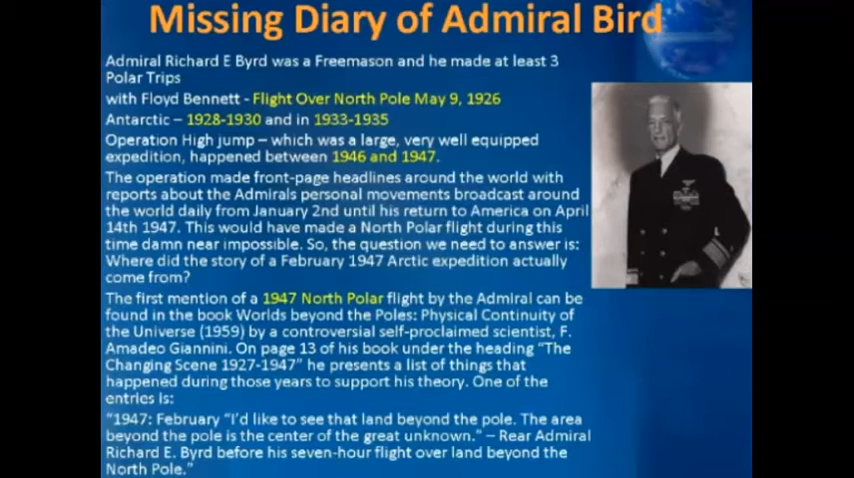 Missing Diary of Admiral Bird
Admiral Richard E Byrd was a Freemason and he made at least 3
Polar Trips
with Floyd Bennett - Flight Over North Pole May 9, 1926
Antarctic – 1928-1930 and in 1933-1935
Operation High jump – which was a large, very well equipped
expedition, happened between 1946 and 1947.
The operation made front-page headlines around the world with
reports about the Admirals personal movements broadcast around
the world daily from January 2nd until his return to America on April
14th 1947. This would have made a North Polar flight during this
time damn near impossible. So, the question we need to answer is:
Where did the story of a February 1947 Arctic expedition actually
come from?
The first mention of a 1947 North Polar flight by the Admiral can be
found in the book Worlds beyond the Poles: Physical Continuity of
the Universe (1959) by a controversial self-proclaimed scientist, F.
Amadeo Giannini. On page 13 of his book under the heading “The
Changing Scene 1927-1947” he presents a list of things that
happened during those years to support his theory. One of the
entries is:
“1947: February “I’d like to see that land beyond the pole. The area
beyond the pole is the center of the great unknown.” – Rear Admiral
Richard E. Byrd before his seven-hour flight over land beyond the
North Pole.”